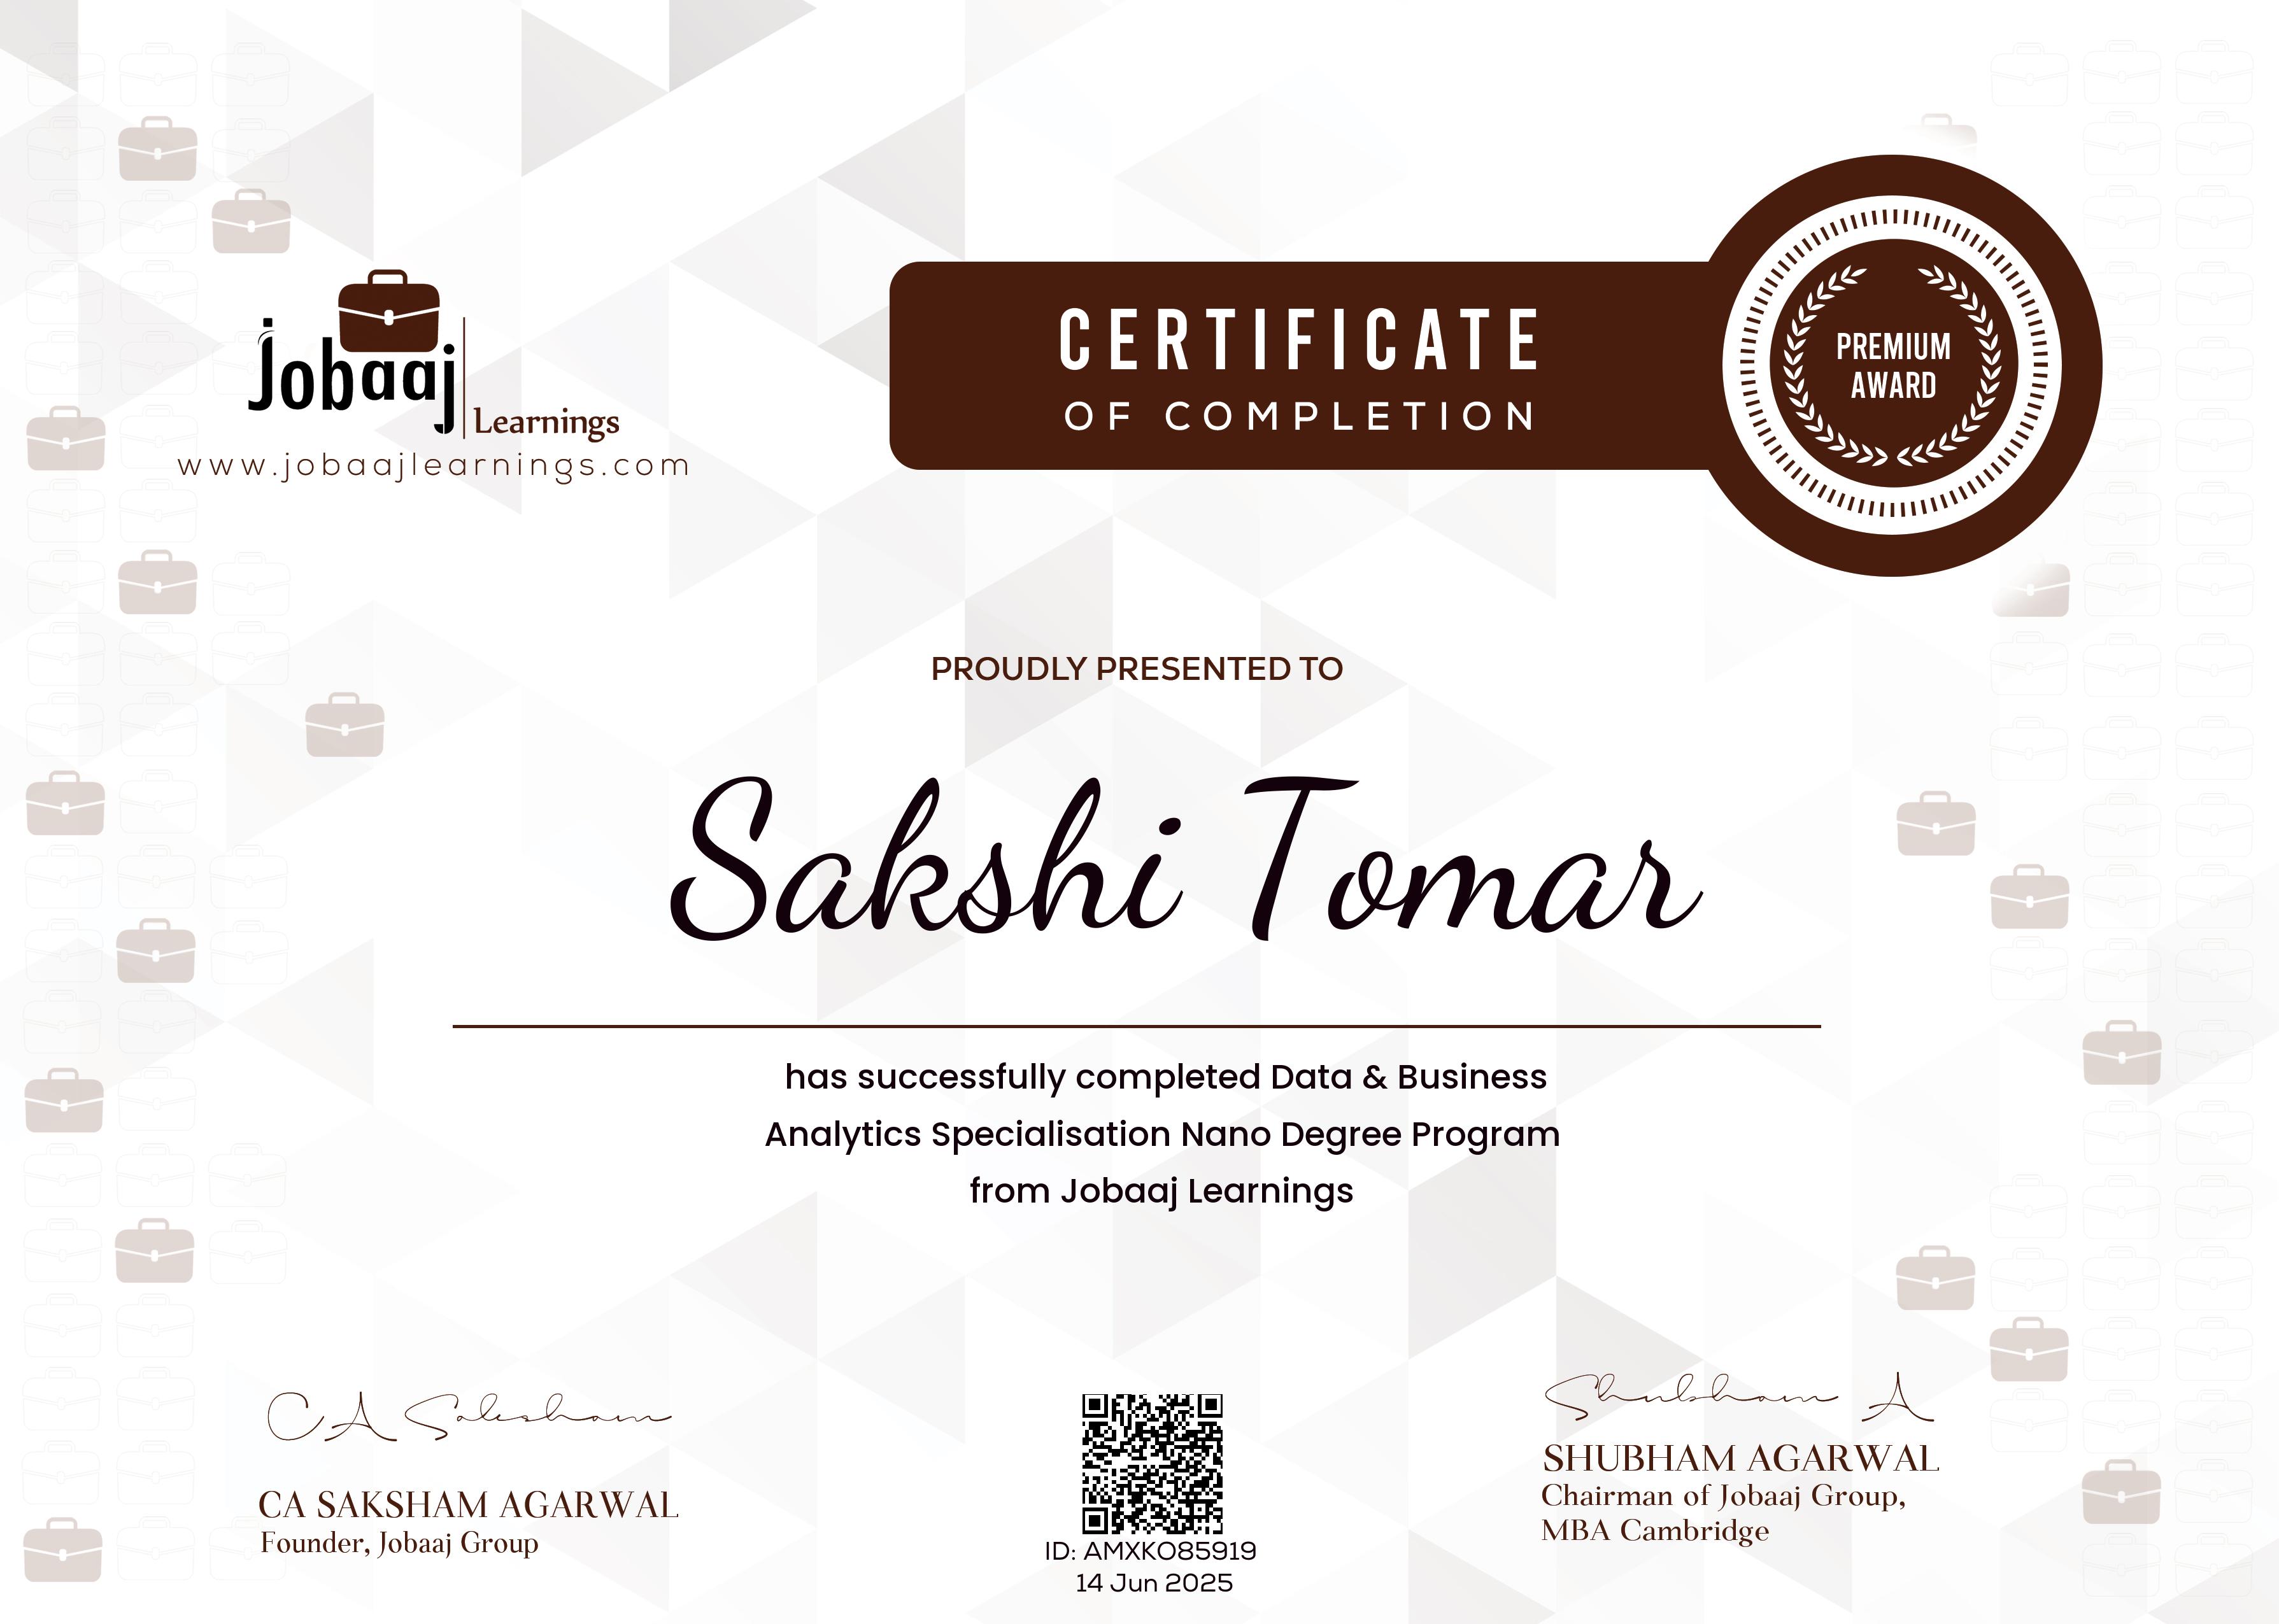 Jobaaj
Learnings
www.jobaajlearnings.com
CERTIFICATE
OF COMPLETION
PREMIUM
AWARD
PROUDLY PRESENTED TO
Sakshi Tomar
has successfully completed Data & Business
Analytics Specialisation Nano Degree Program
from Jobaaj Learnings
CA Saksham
CA SAKSHAM AGARWAL
Founder, Jobaaj Group
ID: AMXKO85919
14 Jun 2025
Shubham A
SHUBHAM AGARWAL
Chairman of Jobaaj Group,
MBA Cambridge